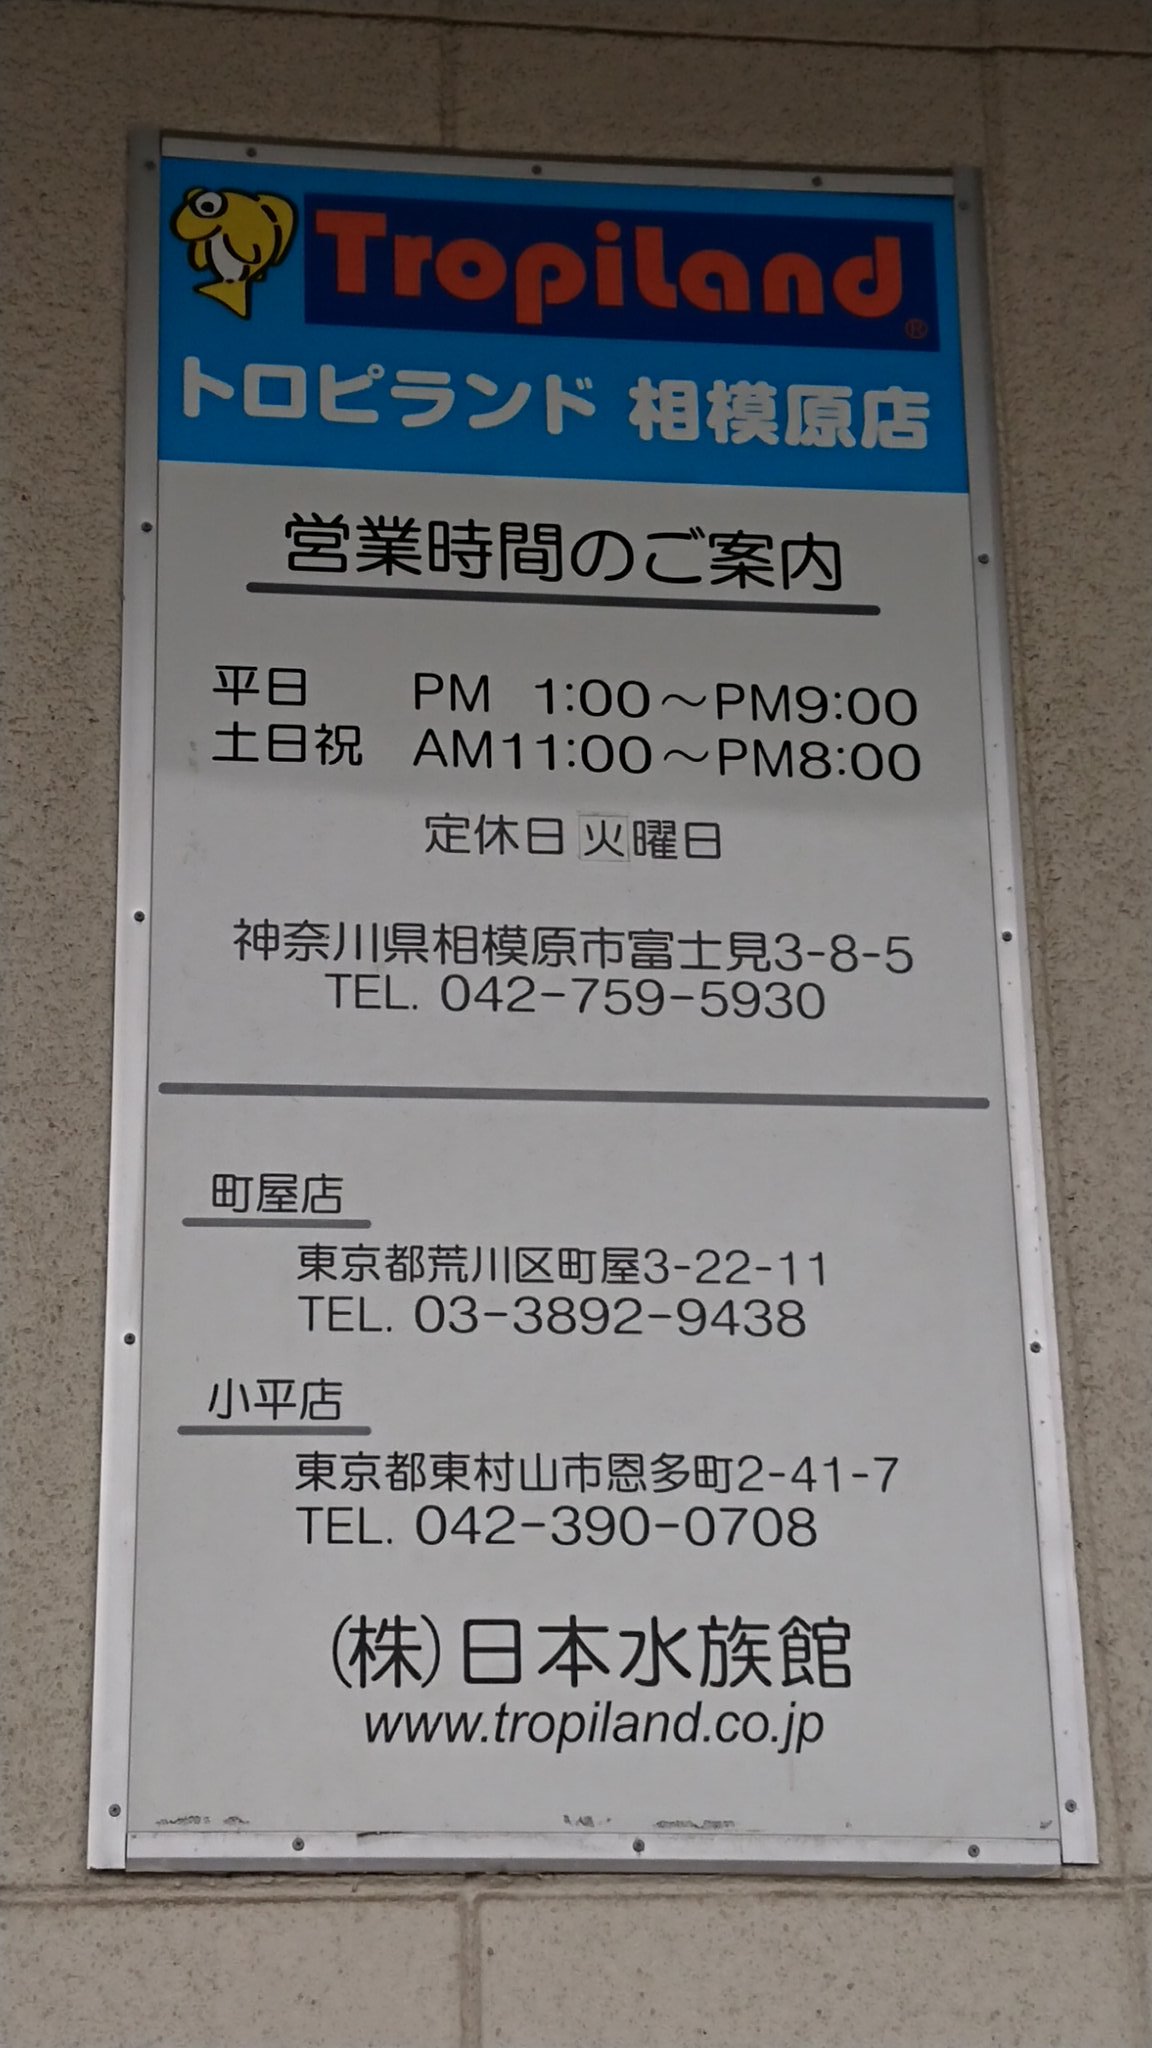 TropiLand®
トロピランド 相模原店
営業時間のご案内
平日 PM 1:00～PM9:00
土日祝 AM11:00～PM8:00
定休日 火曜日
神奈川県相模原市富士見3-8-5
TEL. 042-759-5930
町屋店
東京都荒川区町屋3-22-11
TEL. 03-3892-9438
小平店
東京都東村山市恩多町2-41-7
TEL. 042-390-0708
(株)日本水族館
www.tropiland.co.jp